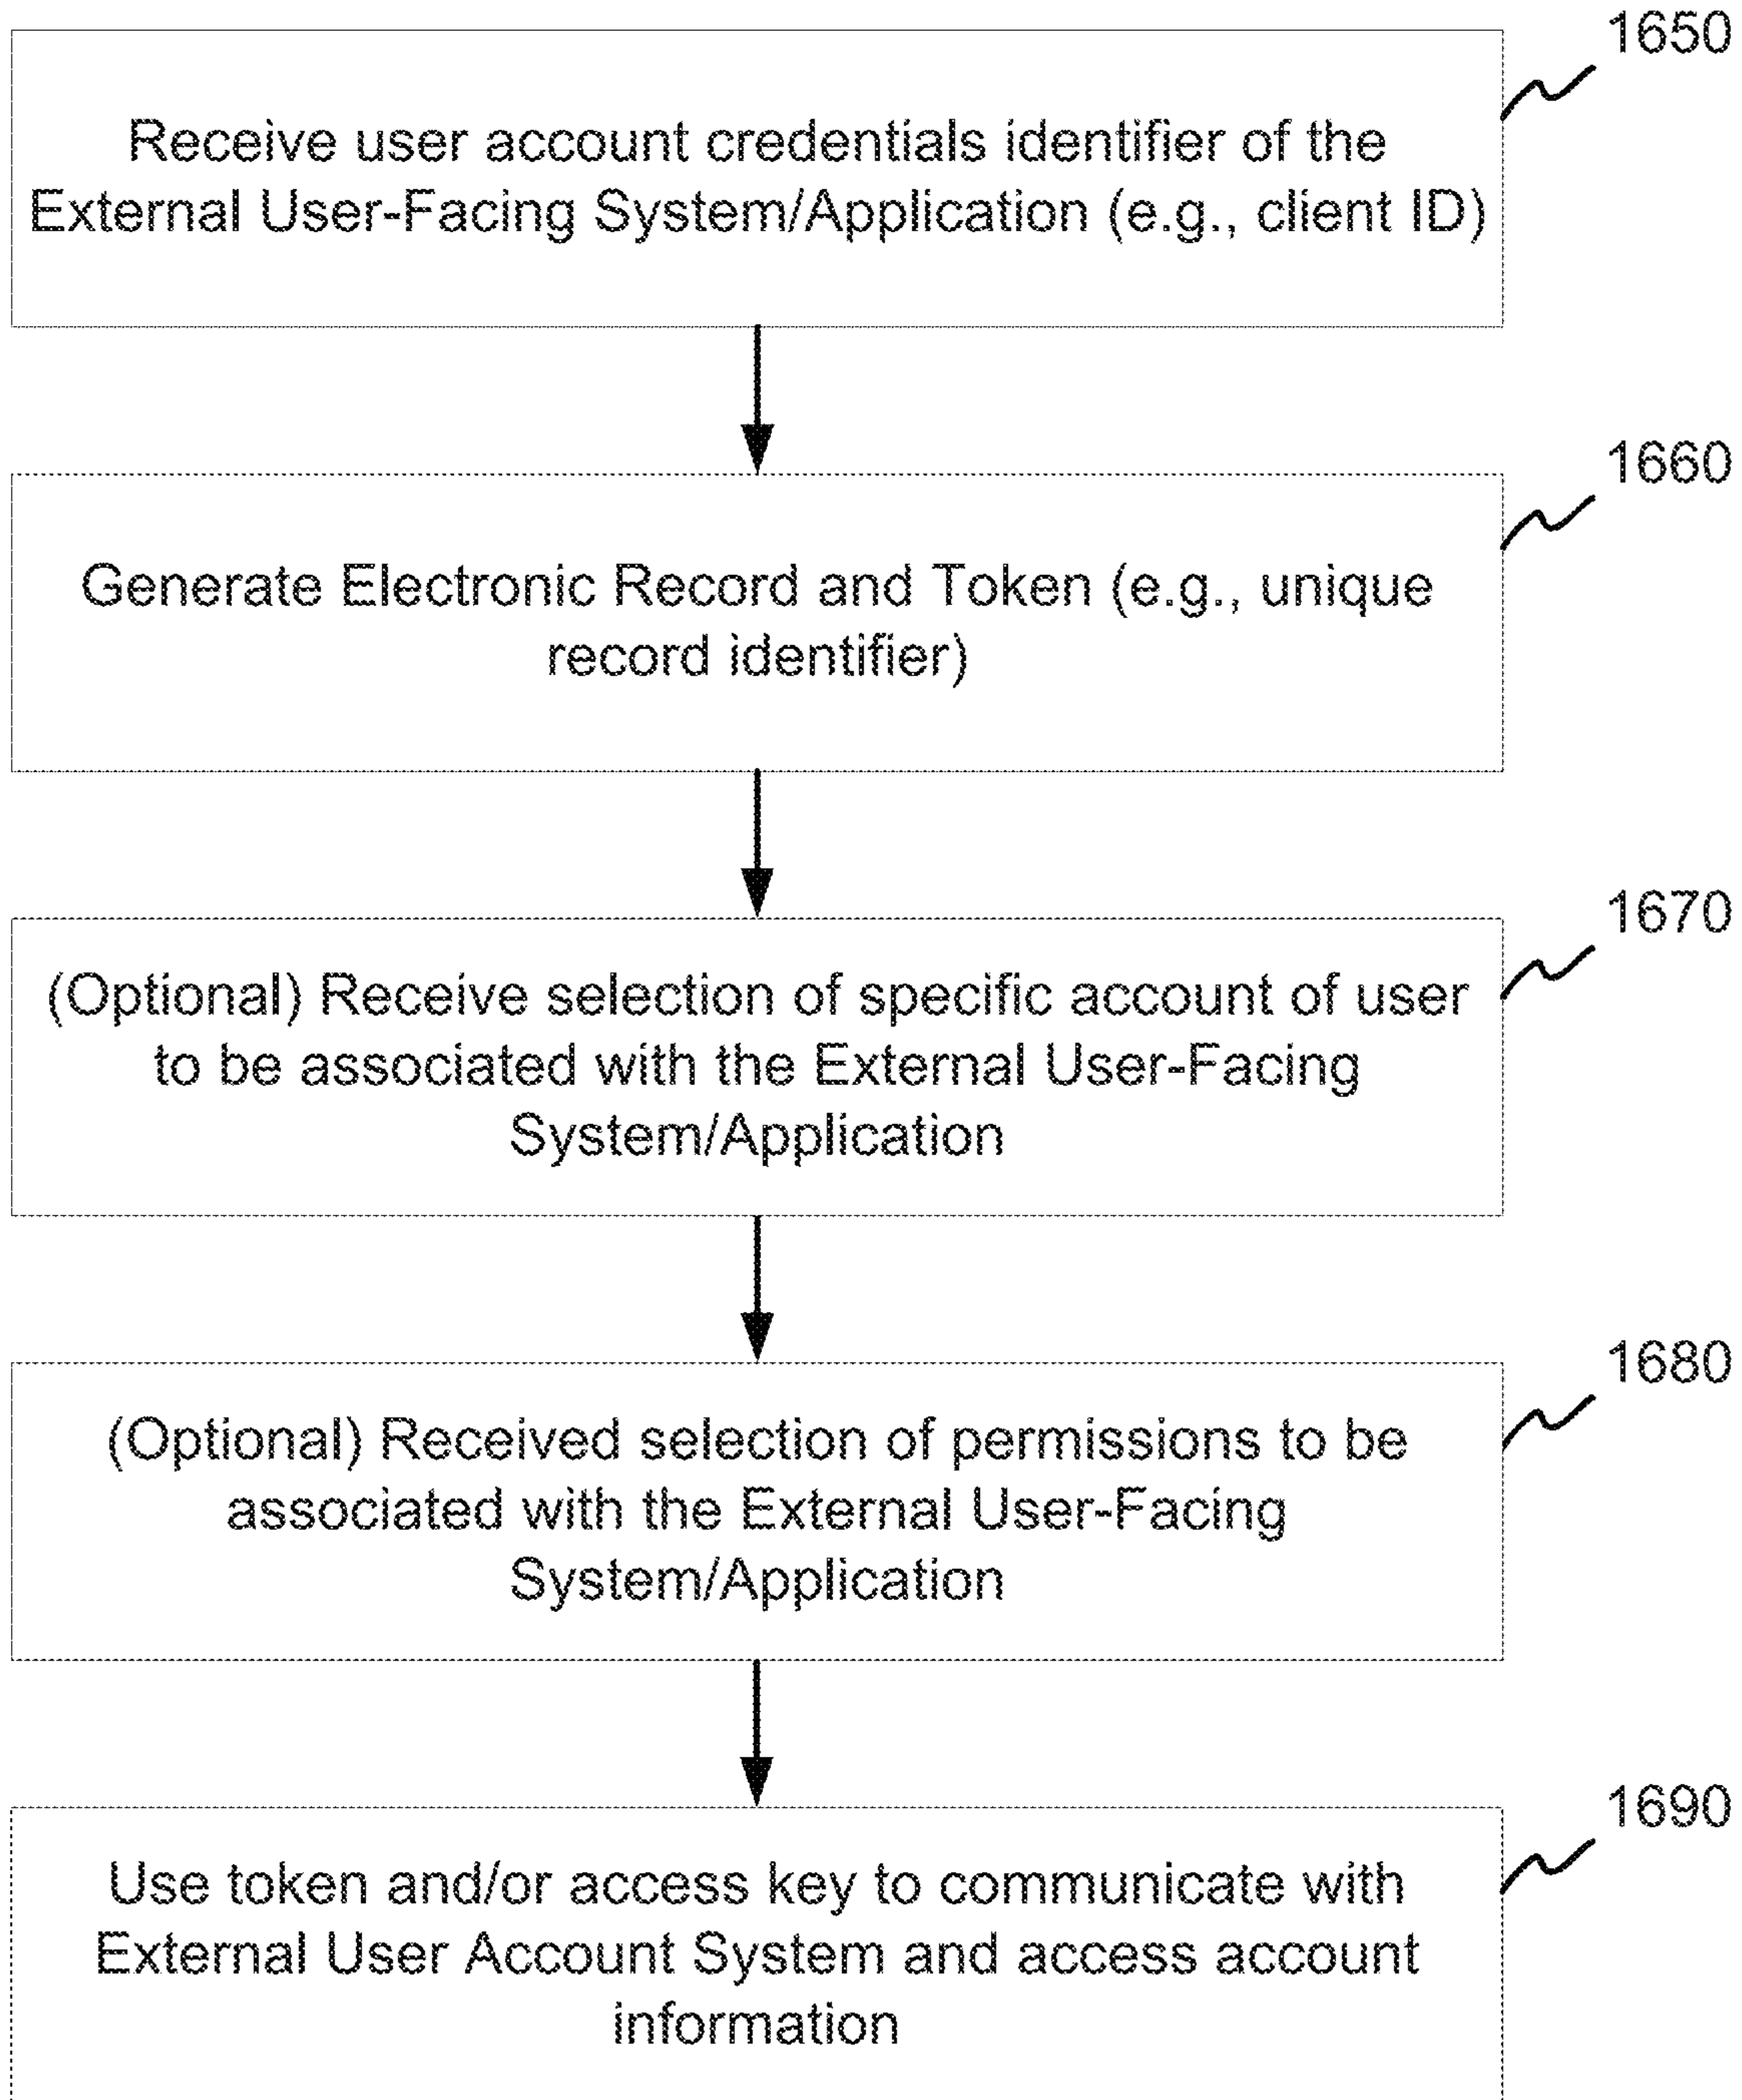 1650
Receive user account credentials identifier of the
External User-Facing System/Application (e.g., client ID)
1660
Generate Electronic Record and Token (e.g., unique
record identifier)
1670
(Optional) Receive selection of specific account of user
to be associated with the External User-Facing
System/Application
1680
(Optional) Received selection of permissions to be
associated with the External User-Facing
System/Application
1690
Use token and/or access key to communicate with
External User Account System and access account
information